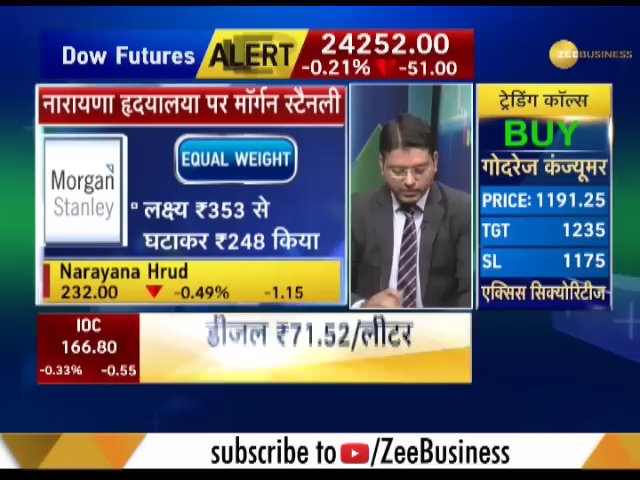 Dow Futures
ALERT
24252.00
-0.21% -51.00
ZEEBUSINESS
नारायणा हृदयालया पर मॉर्गन स्टैनली
Morgan
Stanley
EQUAL WEIGHT
लक्ष्य ₹353 से
घटाकर ₹248 किया
Narayana Hrud
232.00 -0.49% -1.15
ट्रेडिंग कॉल्स
BUY
गोदरेज कंज्यूमर
PRICE: 1191.25
TGT 1235
SL 1175
एक्सिस सिक्योरिटीज
IOC
166.80
-0.33% -0.55
डीजल ₹71.52/लीटर
subscribe to /ZeeBusiness